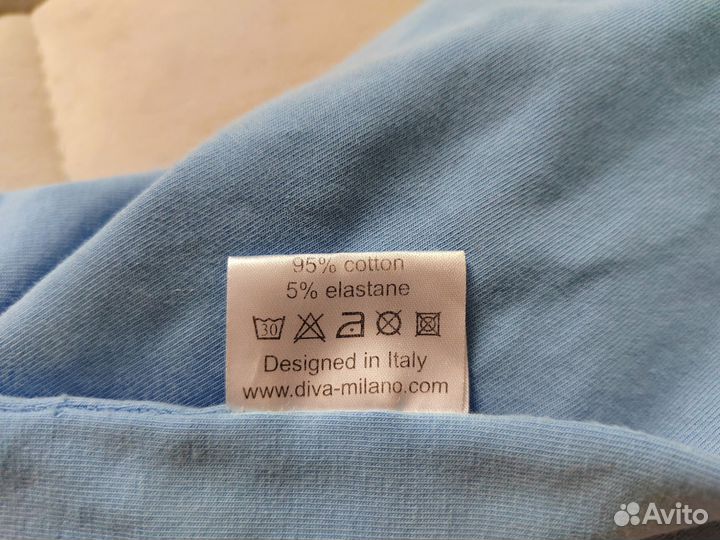 95% cotton
5% elastane
30
Designed in Italy
www.diva-milano.com
Avito